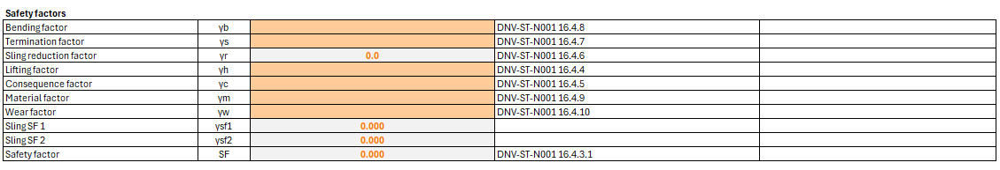 Safety factors
Bending factor γb DNV-ST-N001 16.4.8
Termination factor γs DNV-ST-N001 16.4.7
Sling reduction factor γr 0.0 DNV-ST-N001 16.4.6
Lifting factor γh DNV-ST-N001 16.4.4
Consequence factor γc DNV-ST-N001 16.4.5
Material factor γm DNV-ST-N001 16.4.9
Wear factor γw DNV-ST-N001 16.4.10
Sling SF 1 γsf1 0.000
Sling SF 2 γsf2 0.000
Safety factor SF 0.000 DNV-ST-N001 16.4.3.1